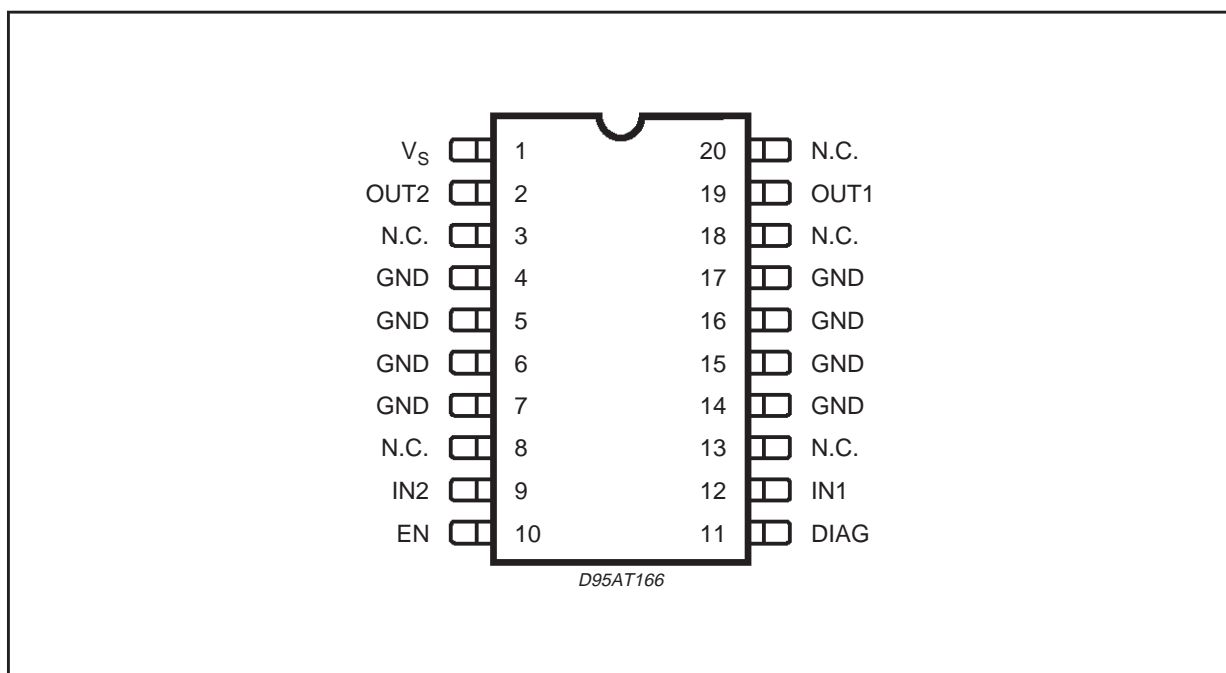 V_S 1 20 N.C.
OUT2 2 19 OUT1
N.C. 3 18 N.C.
GND 4 17 GND
GND 5 16 GND
GND 6 15 GND
GND 7 14 GND
N.C. 8 13 N.C.
IN2 9 12 IN1
EN 10 11 DIAG
D95AT166